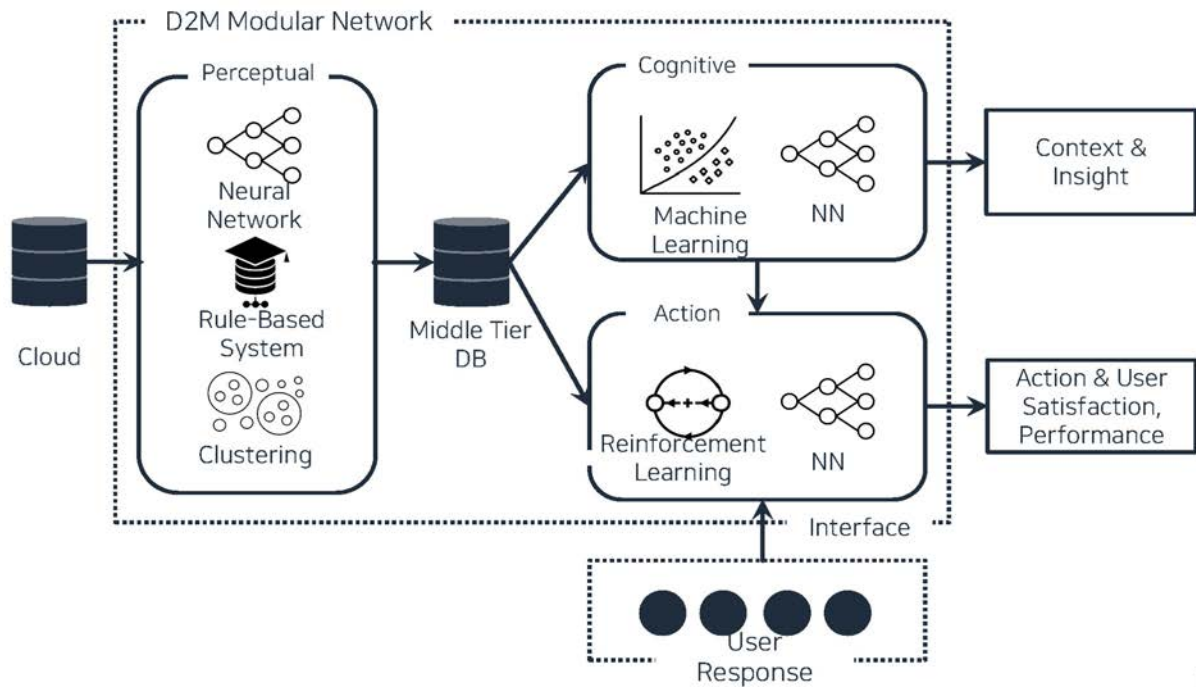 D2M Modular Network
Perceptual
Neural
Network
Rule-Based
System
Clustering
Cloud
Middle Tier
DB
Cognitive
Machine
Learning
NN
Context &
Insight
Action
Reinforcement
Learning
NN
Action & User
Satisfaction,
Performance
Interface
User
Response